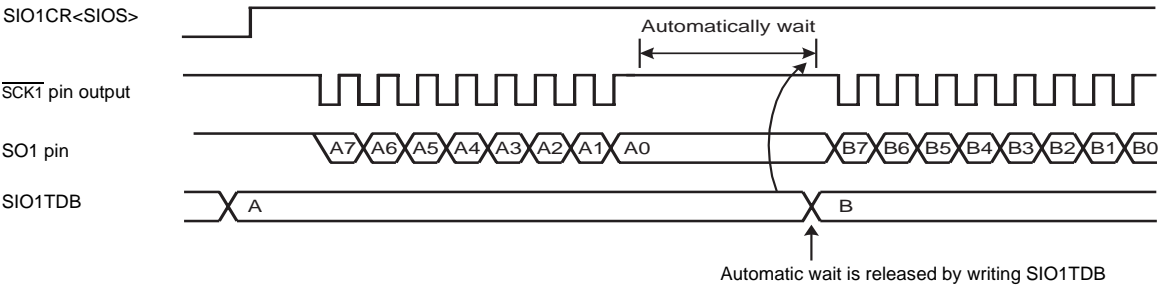 SIO1CR<SIOS>
Automatically wait
SCK1 pin output
SO1 pin
A7 A6 A5 A4 A3 A2 A1 A0 B7 B6 B5 B4 B3 B2 B1 B0
SIO1TDB
A B
Automatic wait is released by writing SIO1TDB